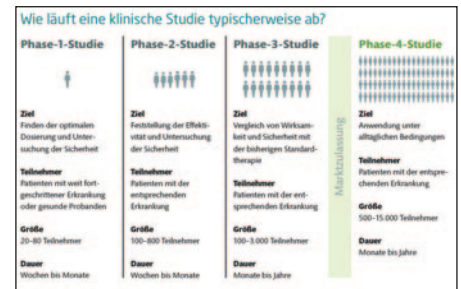 Wie läuft eine klinische Studie typischerweise ab?
Phase-1-Studie
Ziel
Finden der optimalen
Dosierung und Unter-
suchung der Sicherheit
Teilnehmer
Patienten mit weit fort-
geschrittener Erkrankung
oder gesunde Probanden
Größe
20–80 Teilnehmer
Dauer
Wochen bis Monate
Phase-2-Studie
Ziel
Feststellung der Effekti-
vität und Untersuchung
der Sicherheit
Teilnehmer
Patienten mit der
entsprechenden
Erkrankung
Größe
100–800 Teilnehmer
Dauer
Wochen bis Monate
Phase-3-Studie
Ziel
Vergleich von Wirksam-
keit und Sicherheit mit
der bisherigen Standard-
therapie
Teilnehmer
Patienten mit der ent-
sprechenden Erkrankung
Größe
100–3.000 Teilnehmer
Dauer
Monate bis Jahre
Marktzulassung
Phase-4-Studie
Ziel
Anwendung unter
alltäglichen Bedingungen
Teilnehmer
Patienten mit der entspre-
chenden Erkrankung
Größe
500–15.000 Teilnehmer
Dauer
Monate bis Jahre